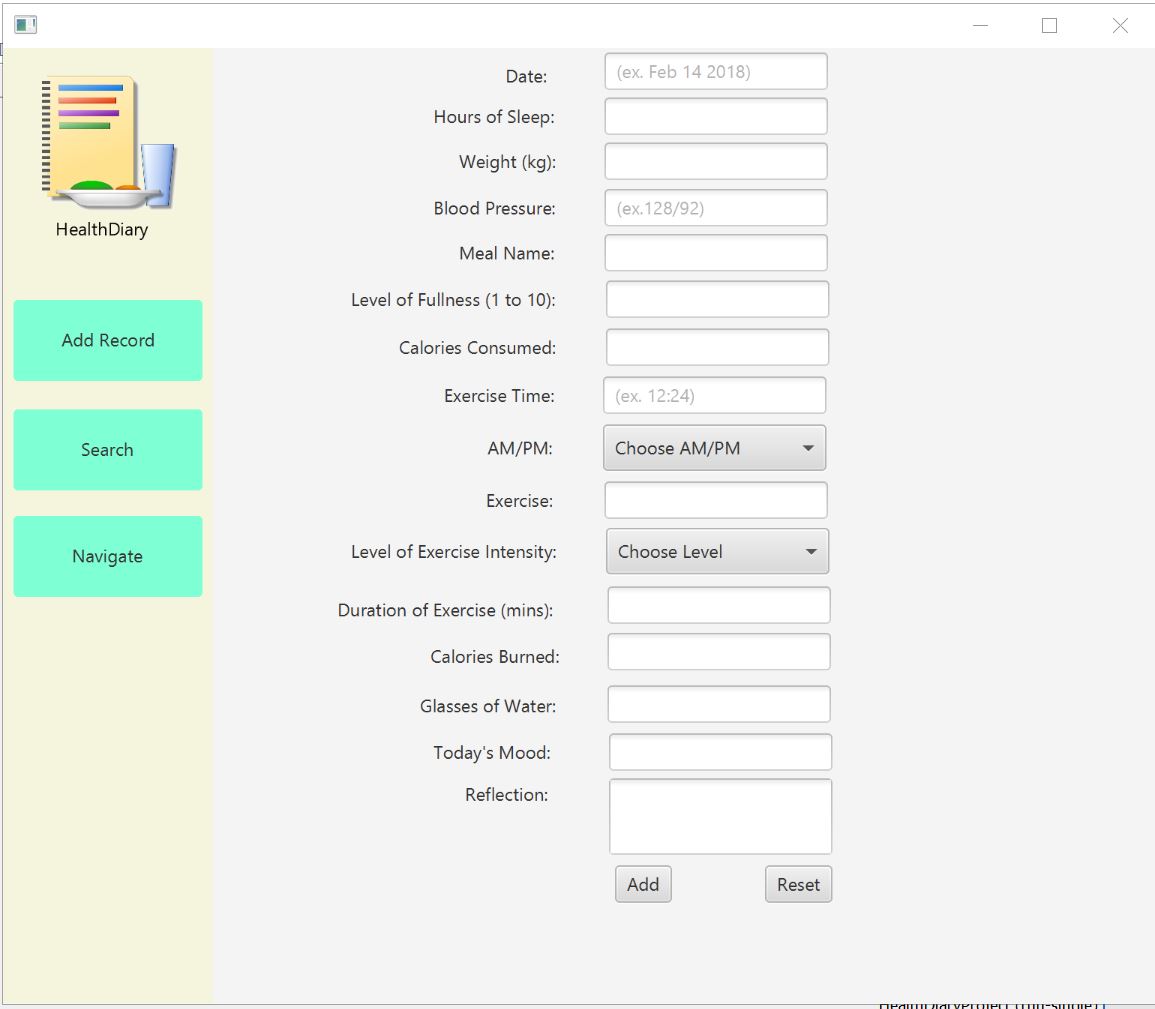 HealthDiary
Add Record
Search
Navigate
Date: (ex. Feb 14 2018)
Hours of Sleep:
Weight (kg):
Blood Pressure: (ex.128/92)
Meal Name:
Level of Fullness (1 to 10):
Calories Consumed:
Exercise Time: (ex. 12:24)
AM/PM: Choose AM/PM
Exercise:
Level of Exercise Intensity: Choose Level
Duration of Exercise (mins):
Calories Burned:
Glasses of Water:
Today's Mood:
Reflection:
Add Reset